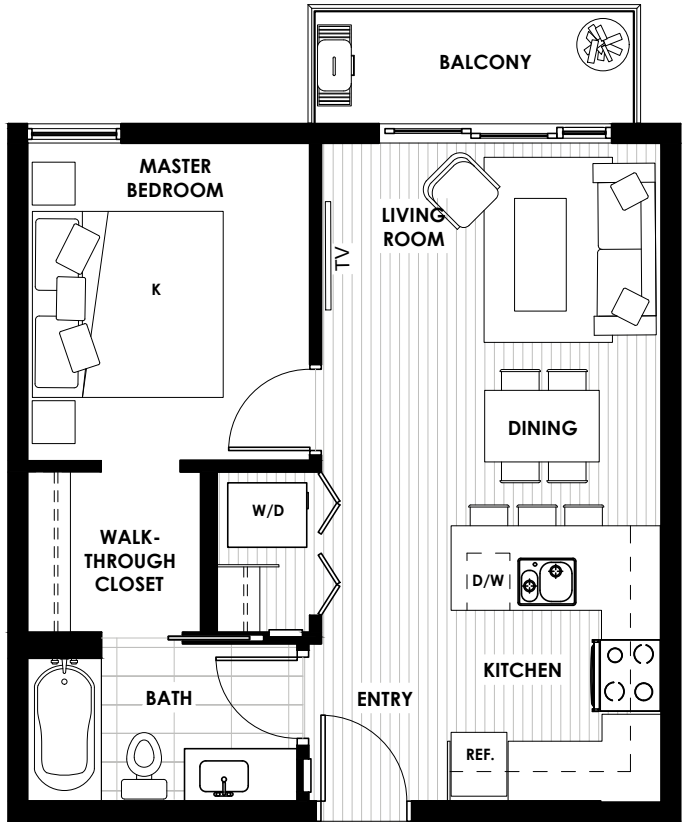 BALCONY
MASTER
BEDROOM
LIVING
ROOM
TV
K
DINING
W/D
WALK-
THROUGH
CLOSET
D/W
KITCHEN
BATH
ENTRY
REF.